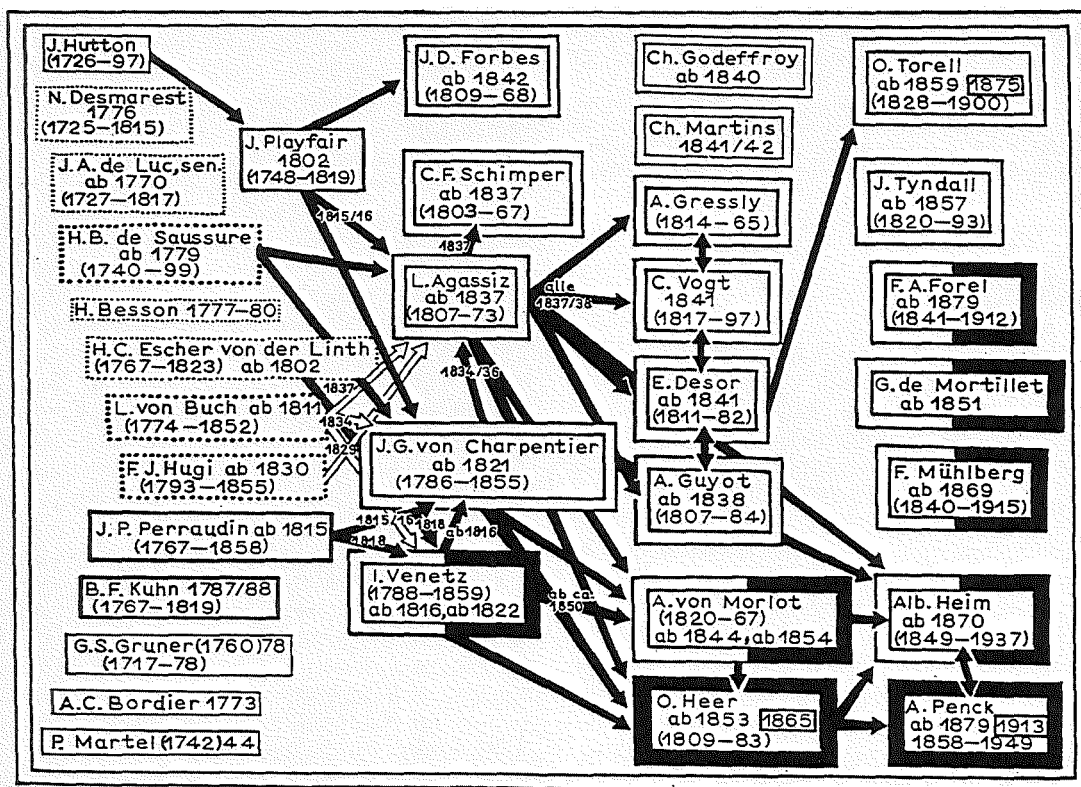 J. Hutton
(1726–97)
N. Desmarest
1776
(1725–1815)
J. A. de Luc, sen.
ab 1770
(1727–1817)
H.B. de Saussure
ab 1779
(1740–99)
H. Besson 1777–80
H.C. Escher von der Linth
(1767–1823) ab 1802
L. von Buch ab 1811
(1774–1852)
F. J. Hugi ab 1830
(1793–1855)
J. P. Perraudin ab 1815
(1767–1858)
B. F. Kuhn 1787/88
(1767–1819)
G.S. Gruner (1760) 78
(1717–78)
A.C. Bordier 1773
P. Martel (1742) 44
J. Playfair
1802
(1748–1819)
J. D. Forbes
ab 1842
(1809–68)
C.F. Schimper
ab 1837
(1803–67)
1815/16
1837
L. Agassiz
ab 1837
(1807–73)
1834/36
1837
1834
1829
J.G. von Charpentier
ab 1821
(1786–1855)
1815/16
1818
1818
ab 1816
I. Venetz
(1788–1859)
ab 1816, ab 1822
alle
1837/38
ab ca.
1850
Ch. Godeffroy
ab 1840
Ch. Martins
1841/42
A. Gressly
(1814–65)
C. Vogt
1841
(1817–97)
E. Desor
ab 1841
(1811–82)
A. Guyot
ab 1838
(1807–84)
A. von Morlot
(1820–67)
ab 1844, ab 1854
O. Heer
ab 1853 1865
(1809–83)
O. Torell
ab 1859 1875
(1828–1900)
J. Tyndall
ab 1857
(1820–93)
F. A. Forel
ab 1879
(1841–1912)
G. de Mortillet
ab 1851
F. Mühlberg
ab 1869
(1840–1915)
Alb. Heim
ab 1870
(1849–1937)
A. Penck
ab 1879 1913
1858–1949